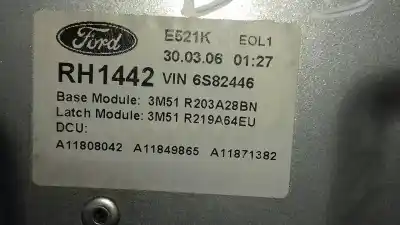 Ford E521K EOL1
30.03.06 01:27
RH1442 VIN 6S82446
Base Module: 3M51 R203A28BN
Latch Module: 3M51 R219A64EU
DCU:
A11808042 A11849865 A11871382